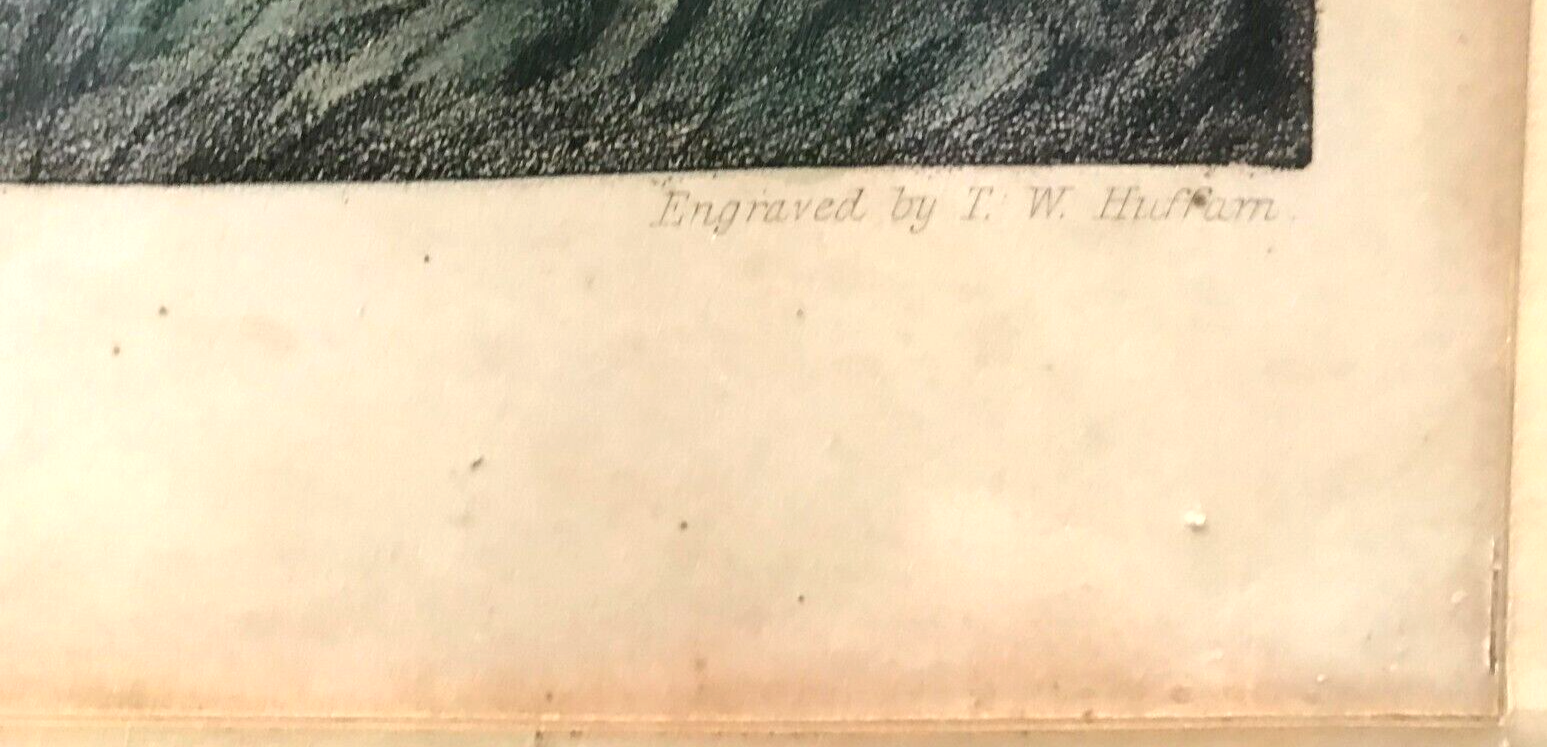 Engraved by T. W. Huffam.